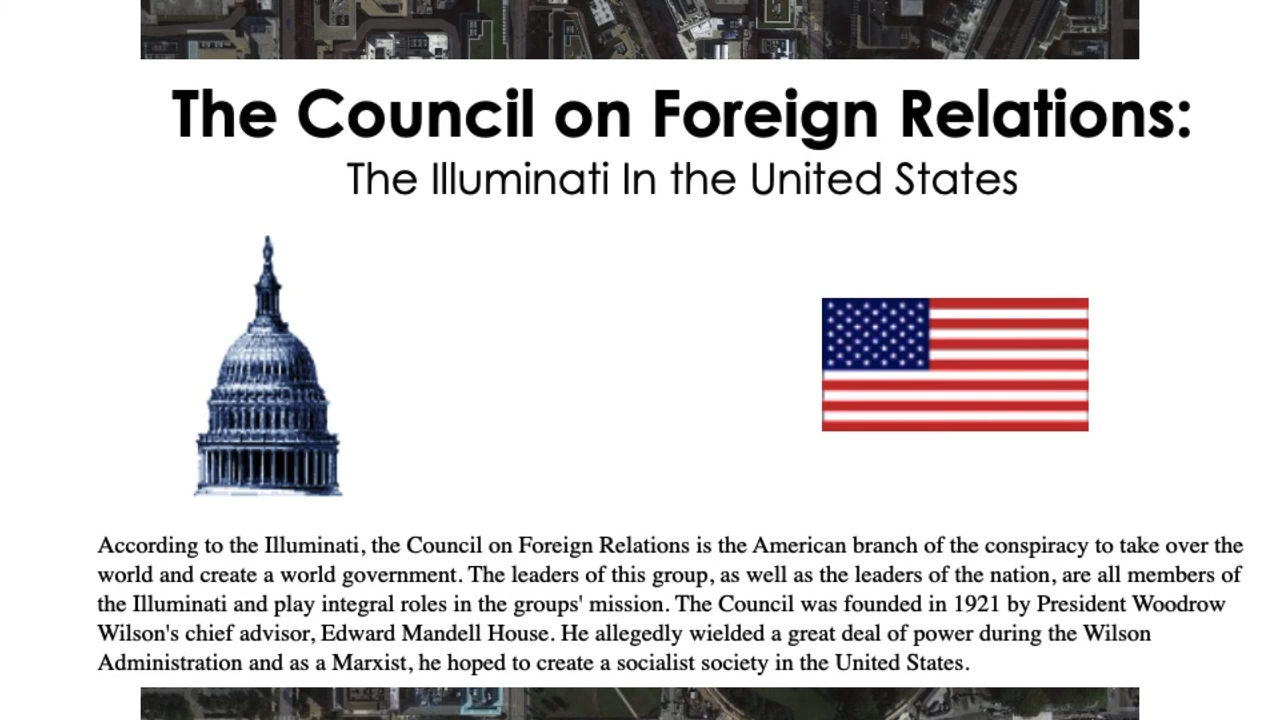 The Council on Foreign Relations:
The Illuminati In the United States
According to the Illuminati, the Council on Foreign Relations is the American branch of the conspiracy to take over the
world and create a world government. The leaders of this group, as well as the leaders of the nation, are all members of
the Illuminati and play integral roles in the groups' mission. The Council was founded in 1921 by President Woodrow
Wilson's chief advisor, Edward Mandell House. He allegedly wielded a great deal of power during the Wilson
Administration and as a Marxist, he hoped to create a socialist society in the United States.